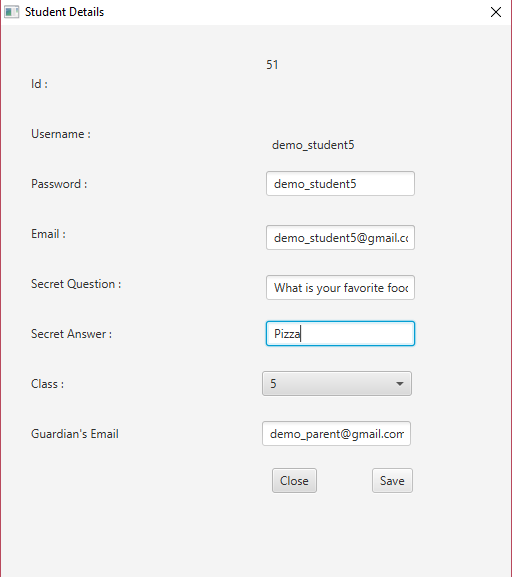 Student Details
51
Id :
Username :
demo_student5
Password :
demo_student5
Email :
demo_student5@gmail.cc
Secret Question :
What is your favorite food
Secret Answer :
Pizza
Class :
5
Guardian's Email
demo_parent@gmail.com
Close
Save